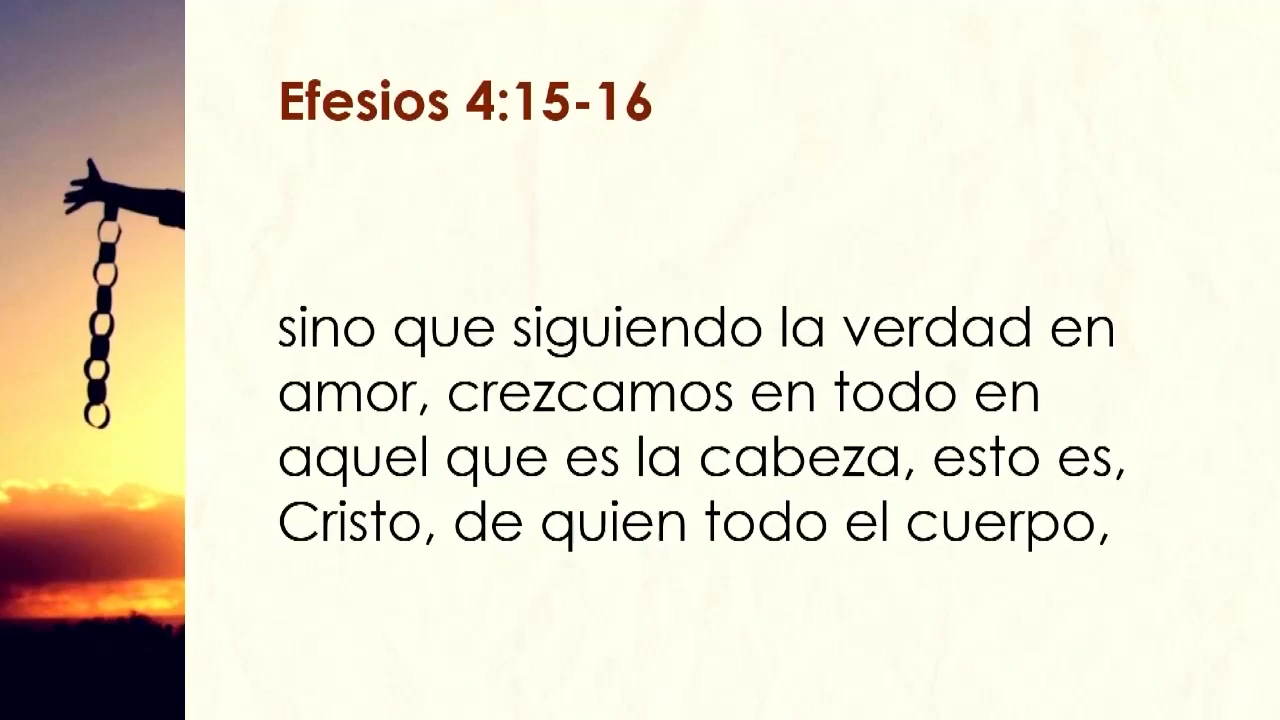 Efesios 4:15-16
sino que siguiendo la verdad en
amor, crezcamos en todo en
aquel que es la cabeza, esto es,
Cristo, de quien todo el cuerpo,